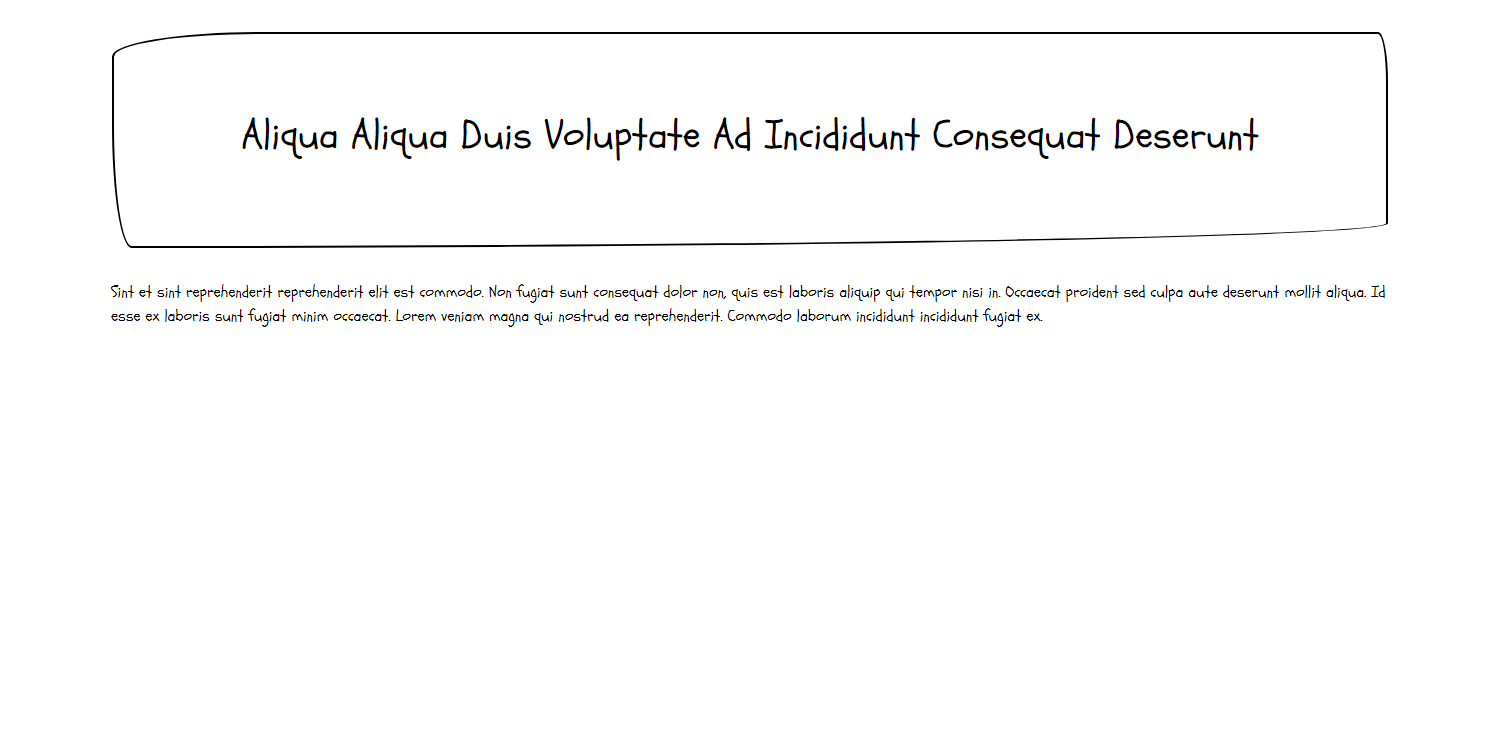 Aliqua Aliqua Duis Voluptate Ad Incididunt Consequat Deserunt
Sint et sint reprehenderit reprehenderit elit est commodo. Non fugiat sunt consequat dolor non, quis est laboris aliquip qui tempor nisi in. Occaecat proident sed culpa aute deserunt mollit aliqua. Id
esse ex laboris sunt fugiat minim occaecat. Lorem veniam magna qui nostrud ea reprehenderit. Commodo laborum incididunt incididunt fugiat ex.